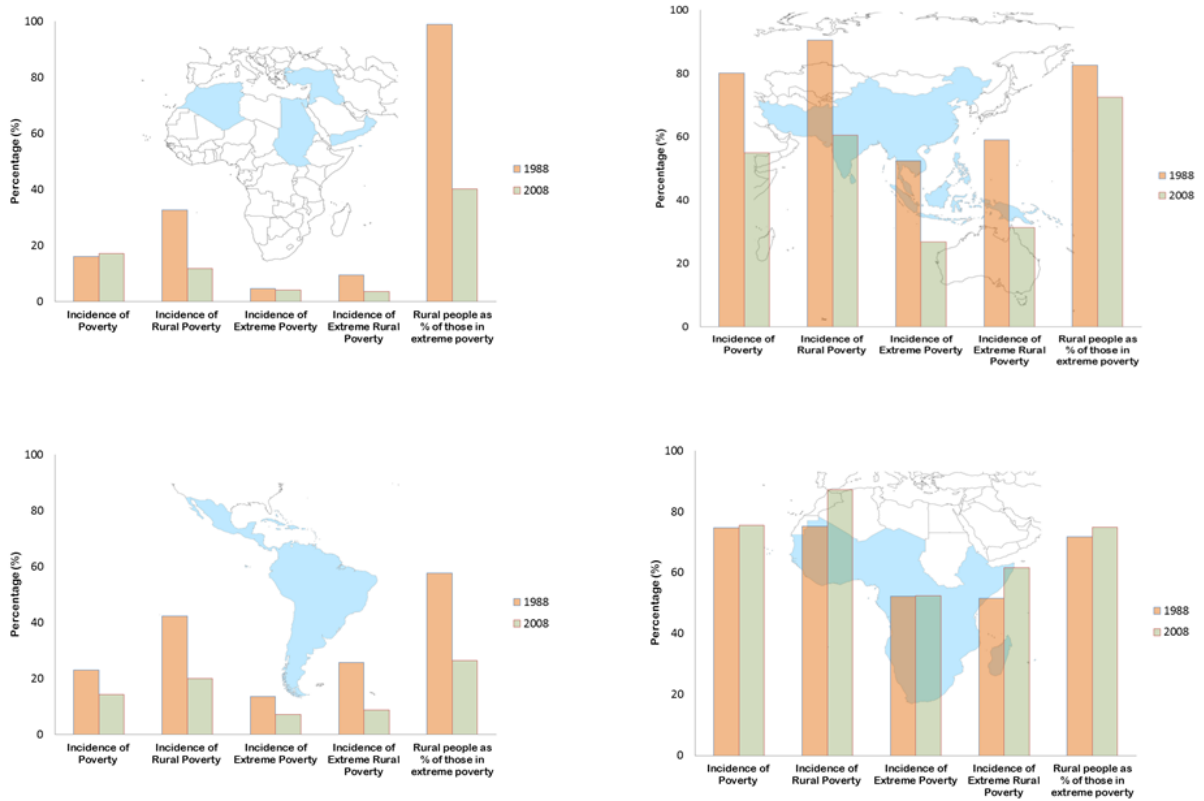 100
80
60
40
20
0
Percentage (%)
Incidence of
Poverty
Incidence of
Rural Poverty
Incidence of
Extreme Poverty
Incidence of
Extreme Rural
Poverty
Rural people as
% of those in
extreme poverty
1988
2008
100
80
60
40
20
0
Percentage (%)
Incidence of
Poverty
Incidence of
Rural Poverty
Incidence of
Extreme Poverty
Incidence of
Extreme Rural
Poverty
Rural people as
% of those in
extreme poverty
1988
2008
100
80
60
40
20
0
Percentage (%)
Incidence of
Poverty
Incidence of
Rural Poverty
Incidence of
Extreme Poverty
Incidence of
Extreme Rural
Poverty
Rural people as
% of those in
extreme poverty
1988
2008
100
80
60
40
20
0
Percentage (%)
Incidence of
Poverty
Incidence of
Rural Poverty
Incidence of
Extreme Poverty
Incidence of
Extreme Rural
Poverty
Rural people as
% of those in
extreme poverty
1988
2008